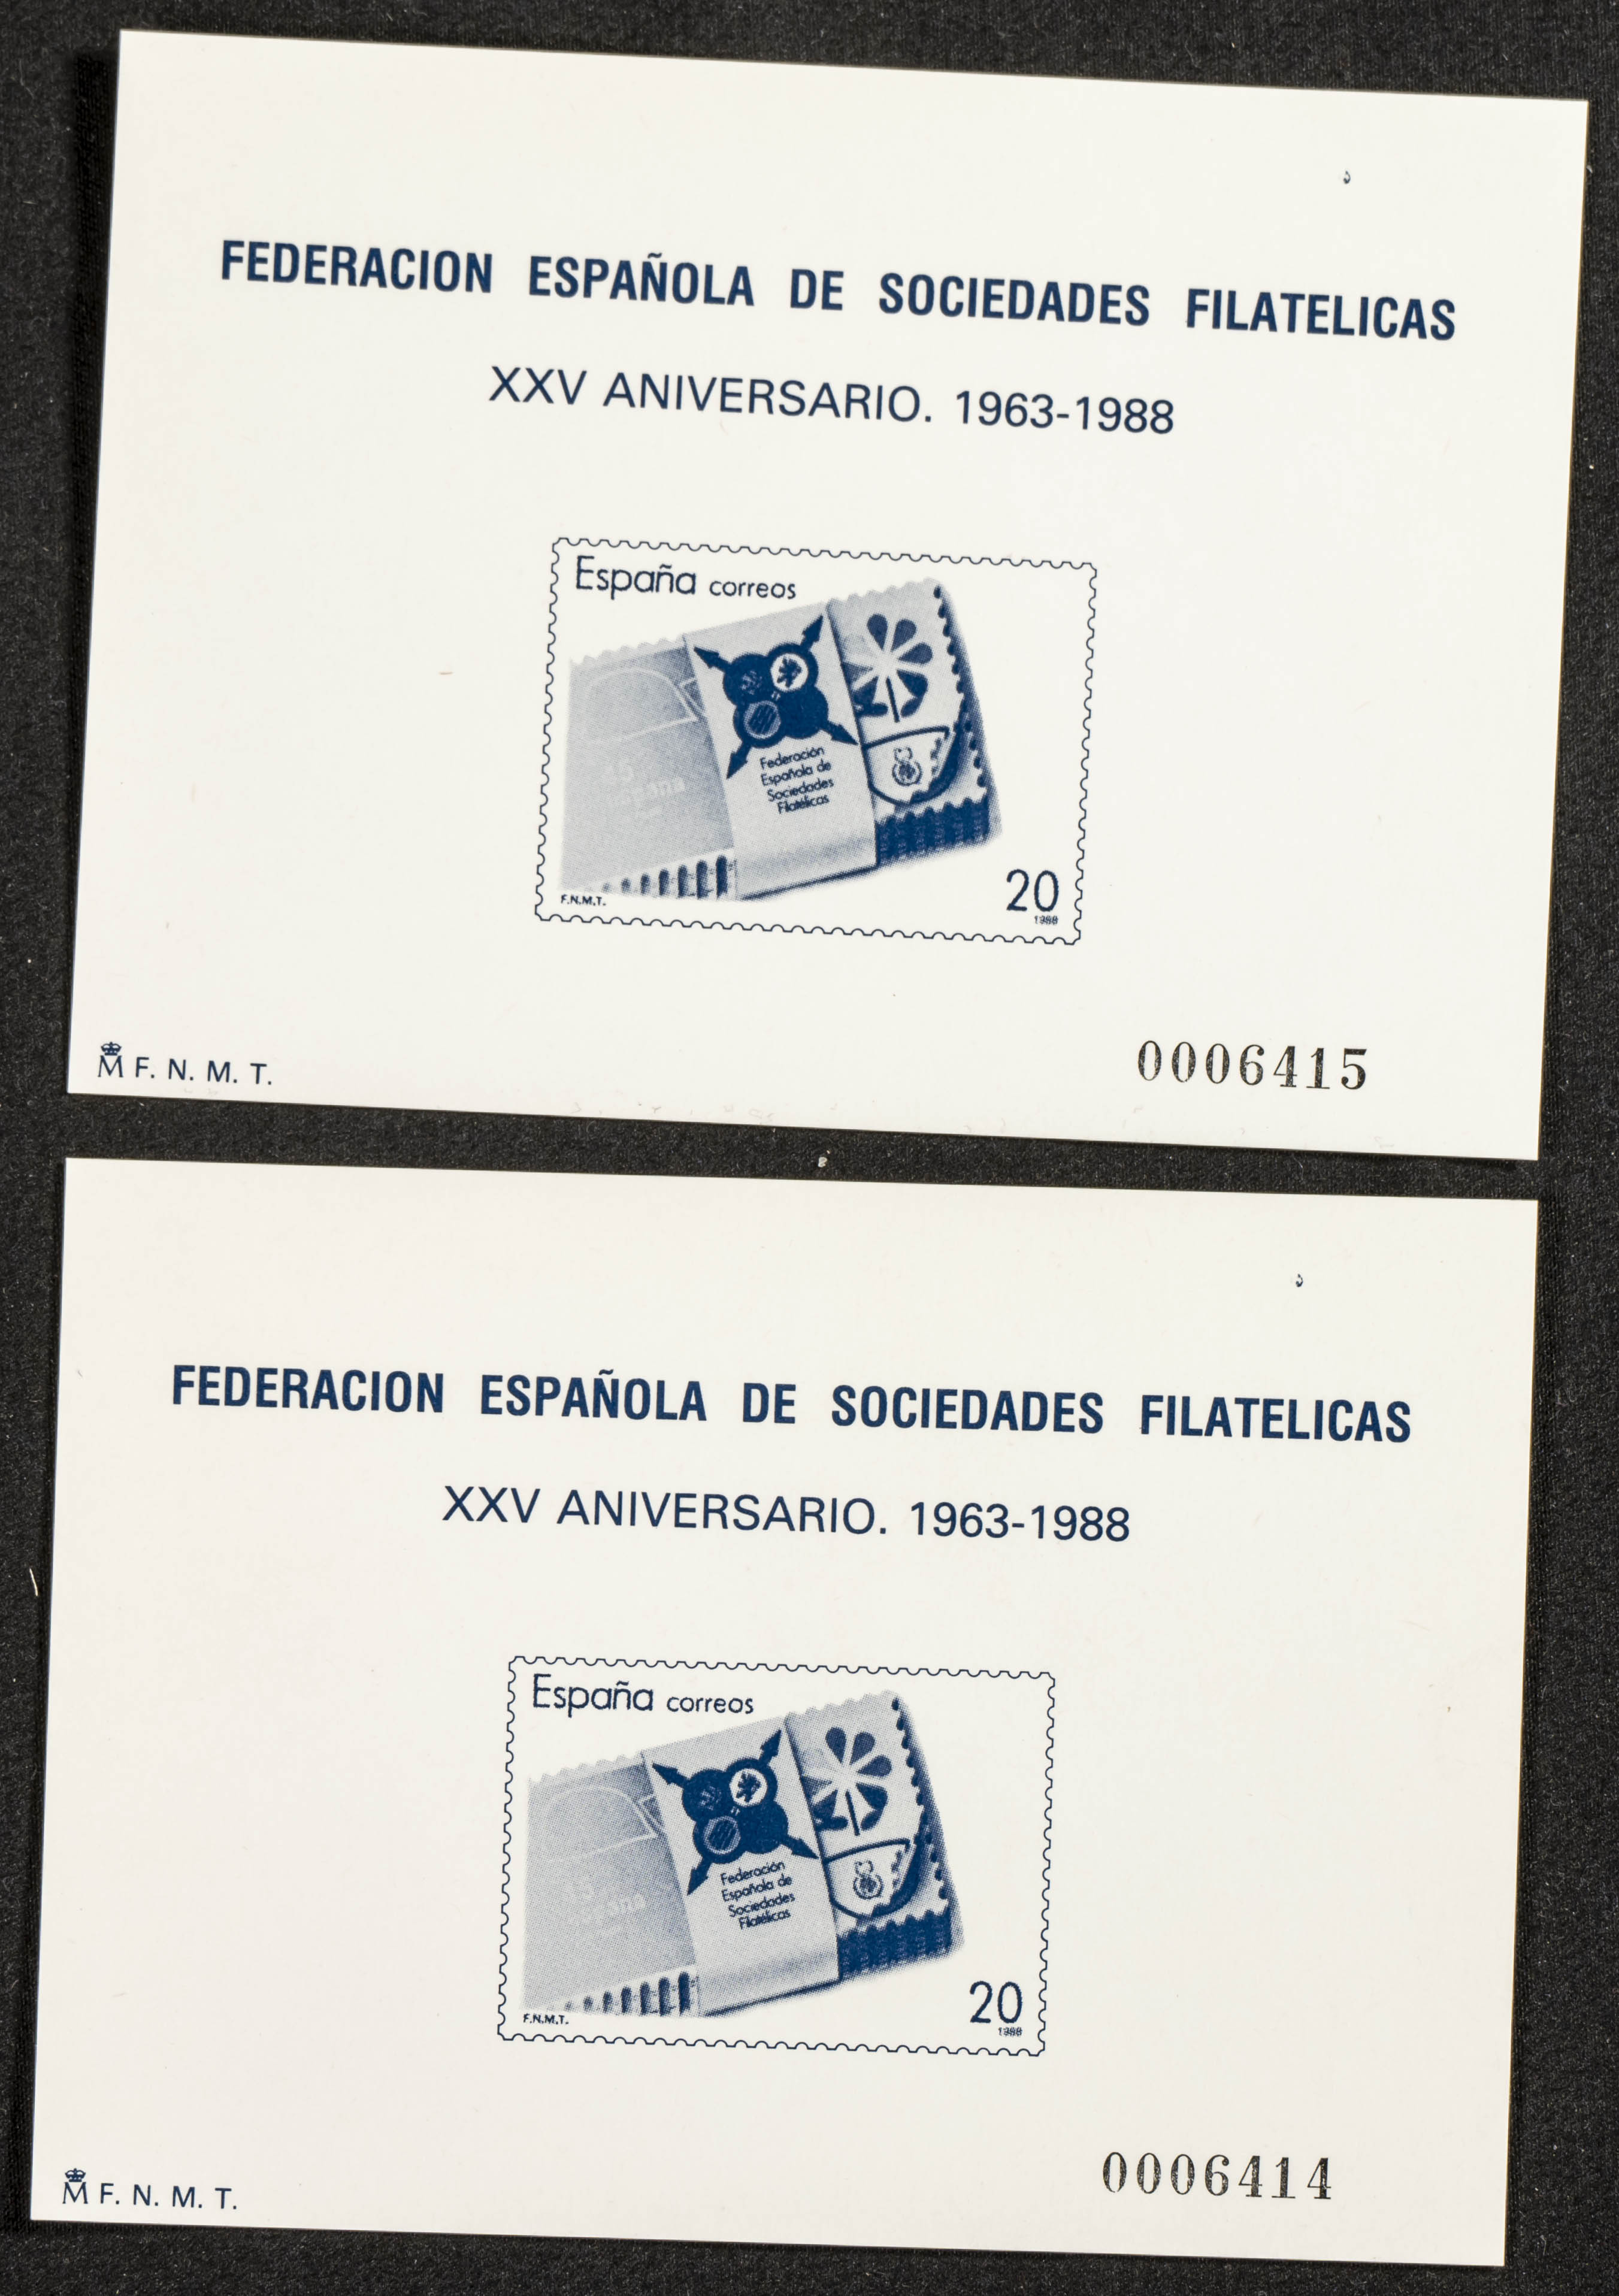 FEDERACION ESPAÑOLA DE SOCIEDADES FILATELICAS
XXV ANIVERSARIO. 1963-1988
España correos
Federación
Española de
Sociedades
Filatélicas
20
1988
F.N.M.T.
M F. N. M. T.
0006415
FEDERACION ESPAÑOLA DE SOCIEDADES FILATELICAS
XXV ANIVERSARIO. 1963-1988
España correos
Federación
Española de
Sociedades
Filatélicas
20
1988
F.N.M.T.
M F. N. M. T.
0006414